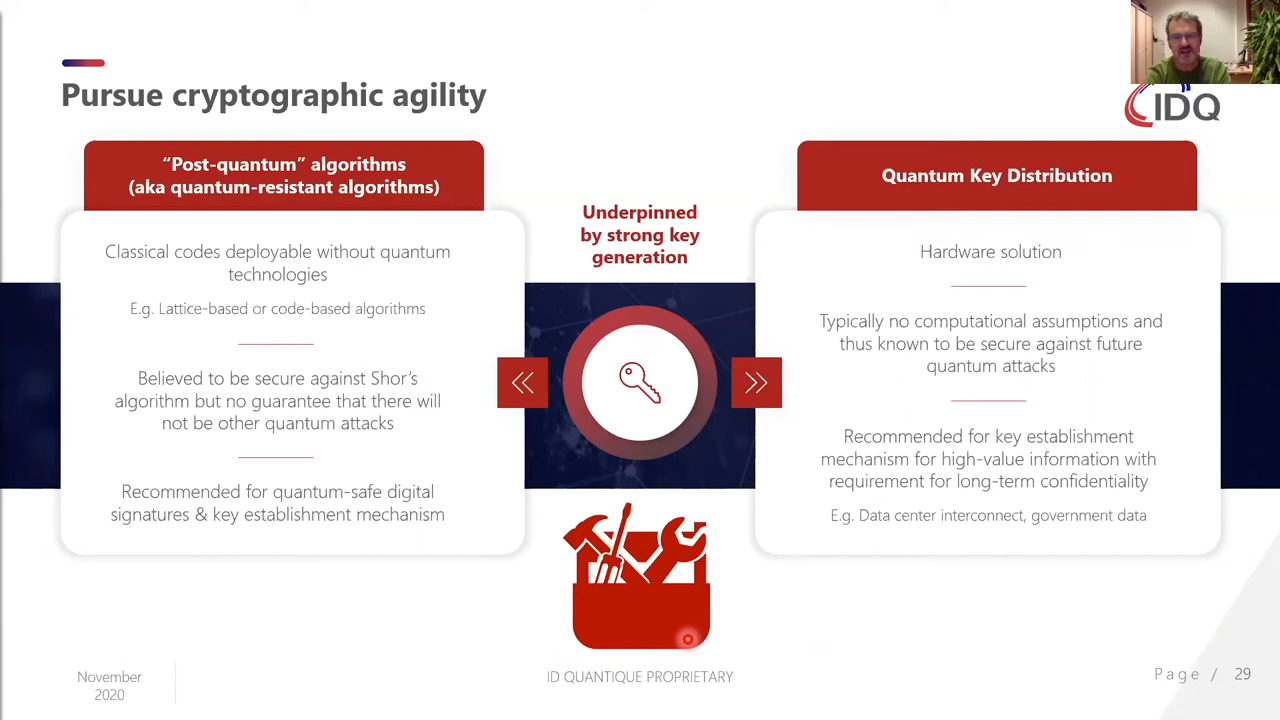 Pursue cryptographic agility
IDQ
“Post-quantum” algorithms
(aka quantum-resistant algorithms)
Classical codes deployable without quantum
technologies
E.g. Lattice-based or code-based algorithms
Believed to be secure against Shor’s
algorithm but no guarantee that there will
not be other quantum attacks
Recommended for quantum-safe digital
signatures & key establishment mechanism
Underpinned
by strong key
generation
Quantum Key Distribution
Hardware solution
Typically no computational assumptions and
thus known to be secure against future
quantum attacks
Recommended for key establishment
mechanism for high-value information with
requirement for long-term confidentiality
E.g. Data center interconnect, government data
November
2020
ID QUANTIQUE PROPRIETARY
Page / 29